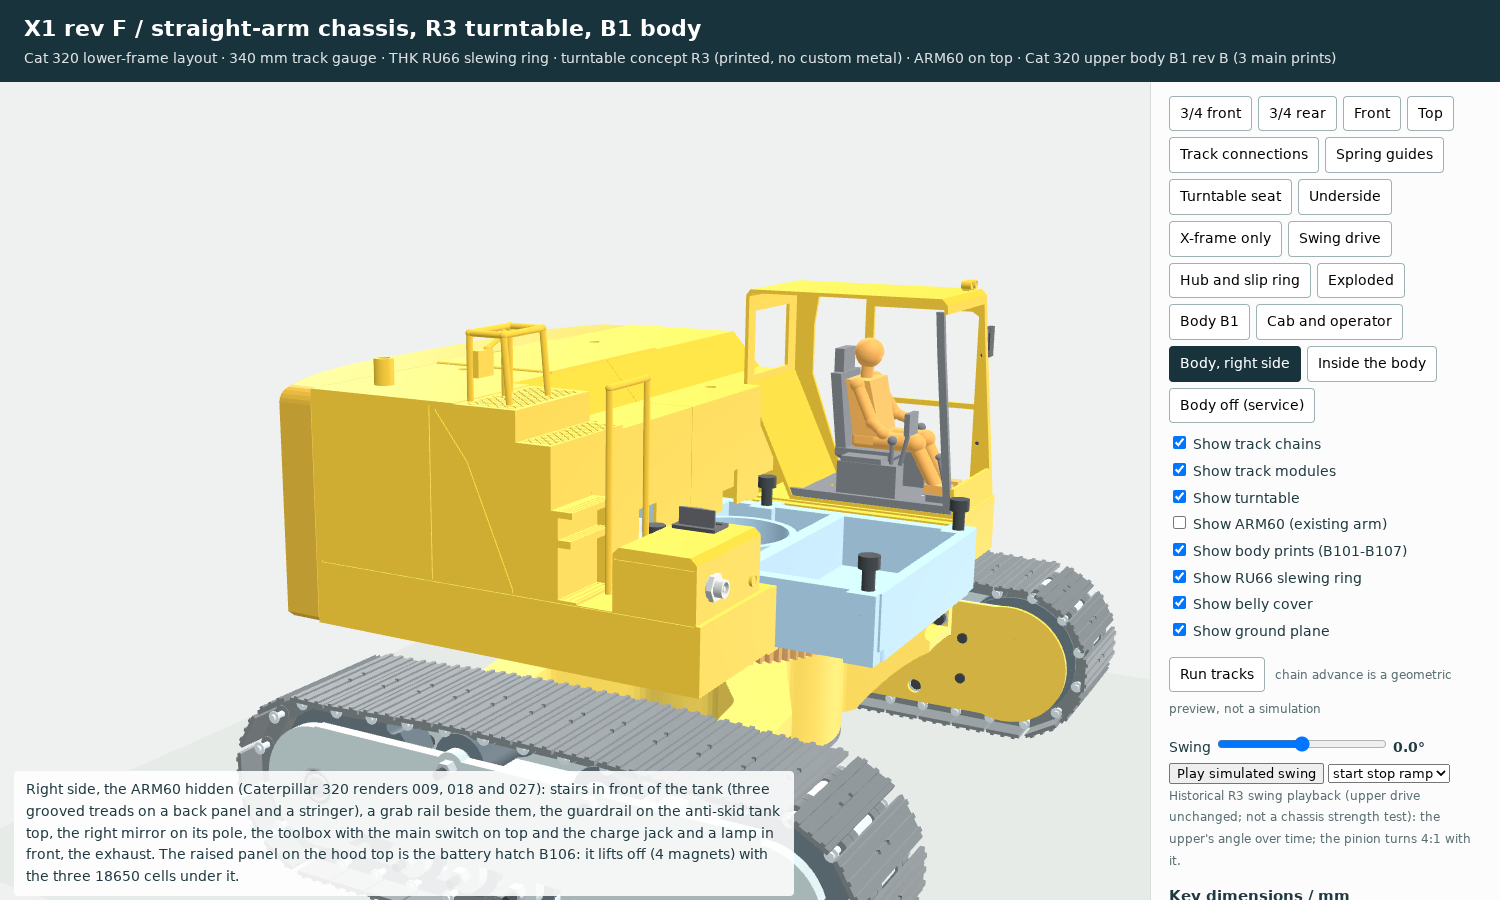 X1 rev F / straight-arm chassis, R3 turntable, B1 body
Cat 320 lower-frame layout · 340 mm track gauge · THK RU66 slewing ring · turntable concept R3 (printed, no custom metal) · ARM60 on top · Cat 320 upper body B1 rev B (3 main prints)
3/4 front
3/4 rear
Front
Top
Track connections
Spring guides
Turntable seat
Underside
X-frame only
Swing drive
Hub and slip ring
Exploded
Body B1
Cab and operator
Body, right side
Inside the body
Body off (service)
Show track chains
Show track modules
Show turntable
Show ARM60 (existing arm)
Show body prints (B101-B107)
Show RU66 slewing ring
Show belly cover
Show ground plane
Run tracks
chain advance is a geometric
preview, not a simulation
Swing
0.0°
Play simulated swing
start stop ramp
Historical R3 swing playback (upper drive
unchanged; not a chassis strength test): the
upper's angle over time; the pinion turns 4:1 with
it.
Key dimensions / mm
Right side, the ARM60 hidden (Caterpillar 320 renders 009, 018 and 027): stairs in front of the tank (three
grooved treads on a back panel and a stringer), a grab rail beside them, the guardrail on the anti-skid tank
top, the right mirror on its pole, the toolbox with the main switch on top and the charge jack and a lamp in
front, the exhaust. The raised panel on the hood top is the battery hatch B106: it lifts off (4 magnets) with
the three 18650 cells under it.